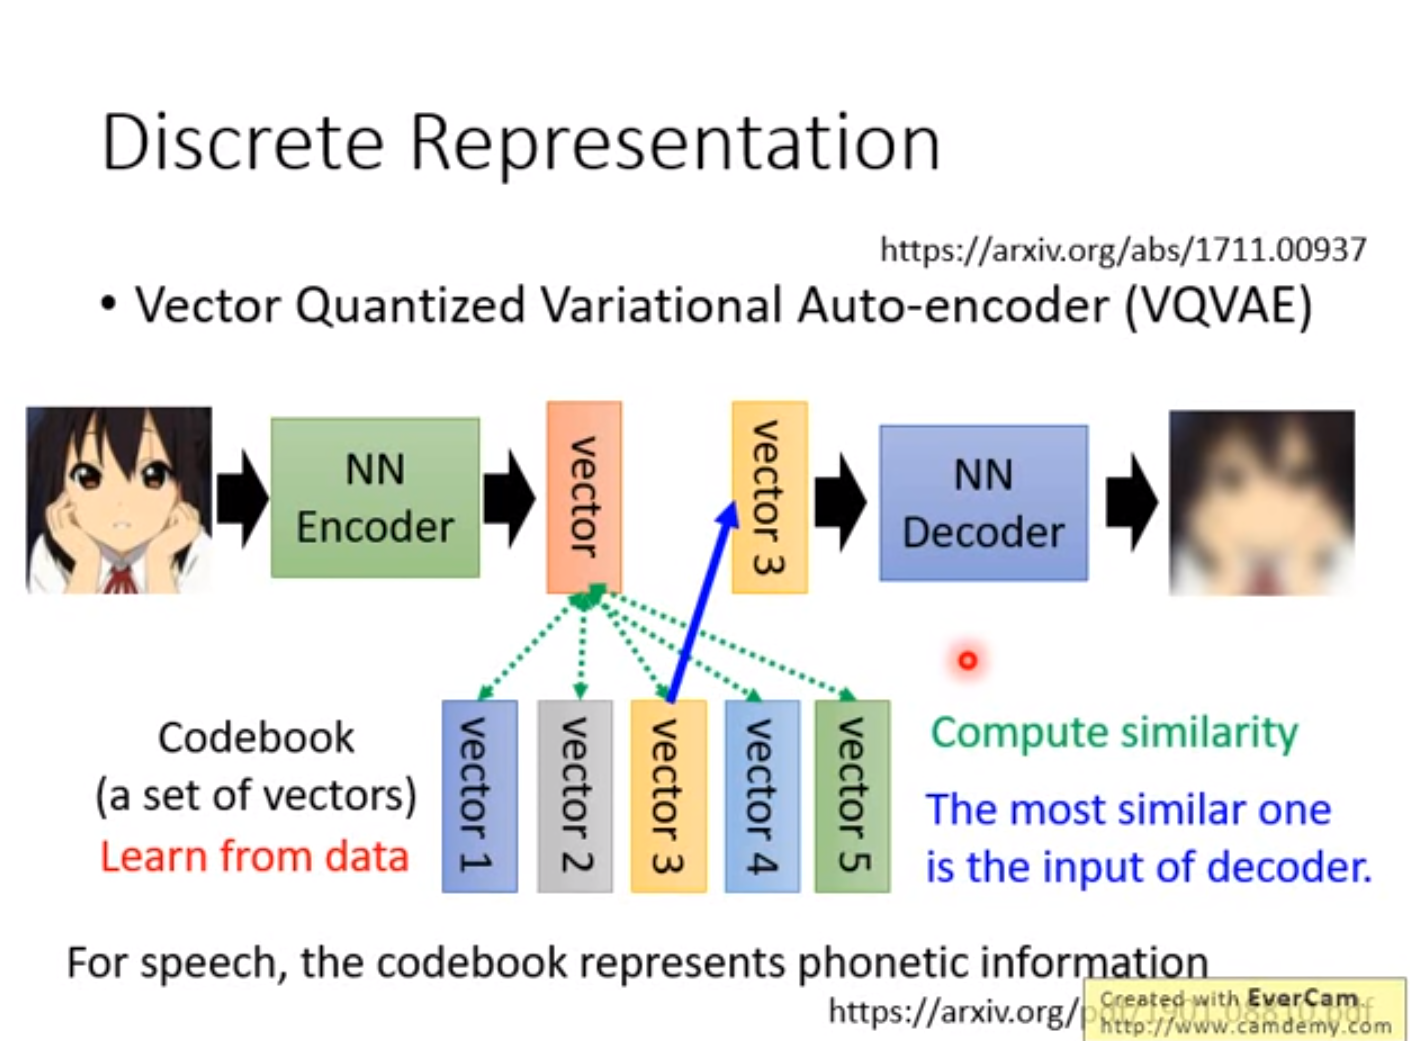 Discrete Representation
https://arxiv.org/abs/1711.00937
• Vector Quantized Variational Auto-encoder (VQVAE)
NN
Encoder
vector
vector 3
NN
Decoder
Codebook
(a set of vectors)
Learn from data
vector 1
vector 2
vector 3
vector 4
vector 5
Compute similarity
The most similar one
is the input of decoder.
For speech, the codebook represents phonetic information
https://arxiv.org/pdf/1901.08810.pdf
Created with EverCam.
http://www.camdemy.com